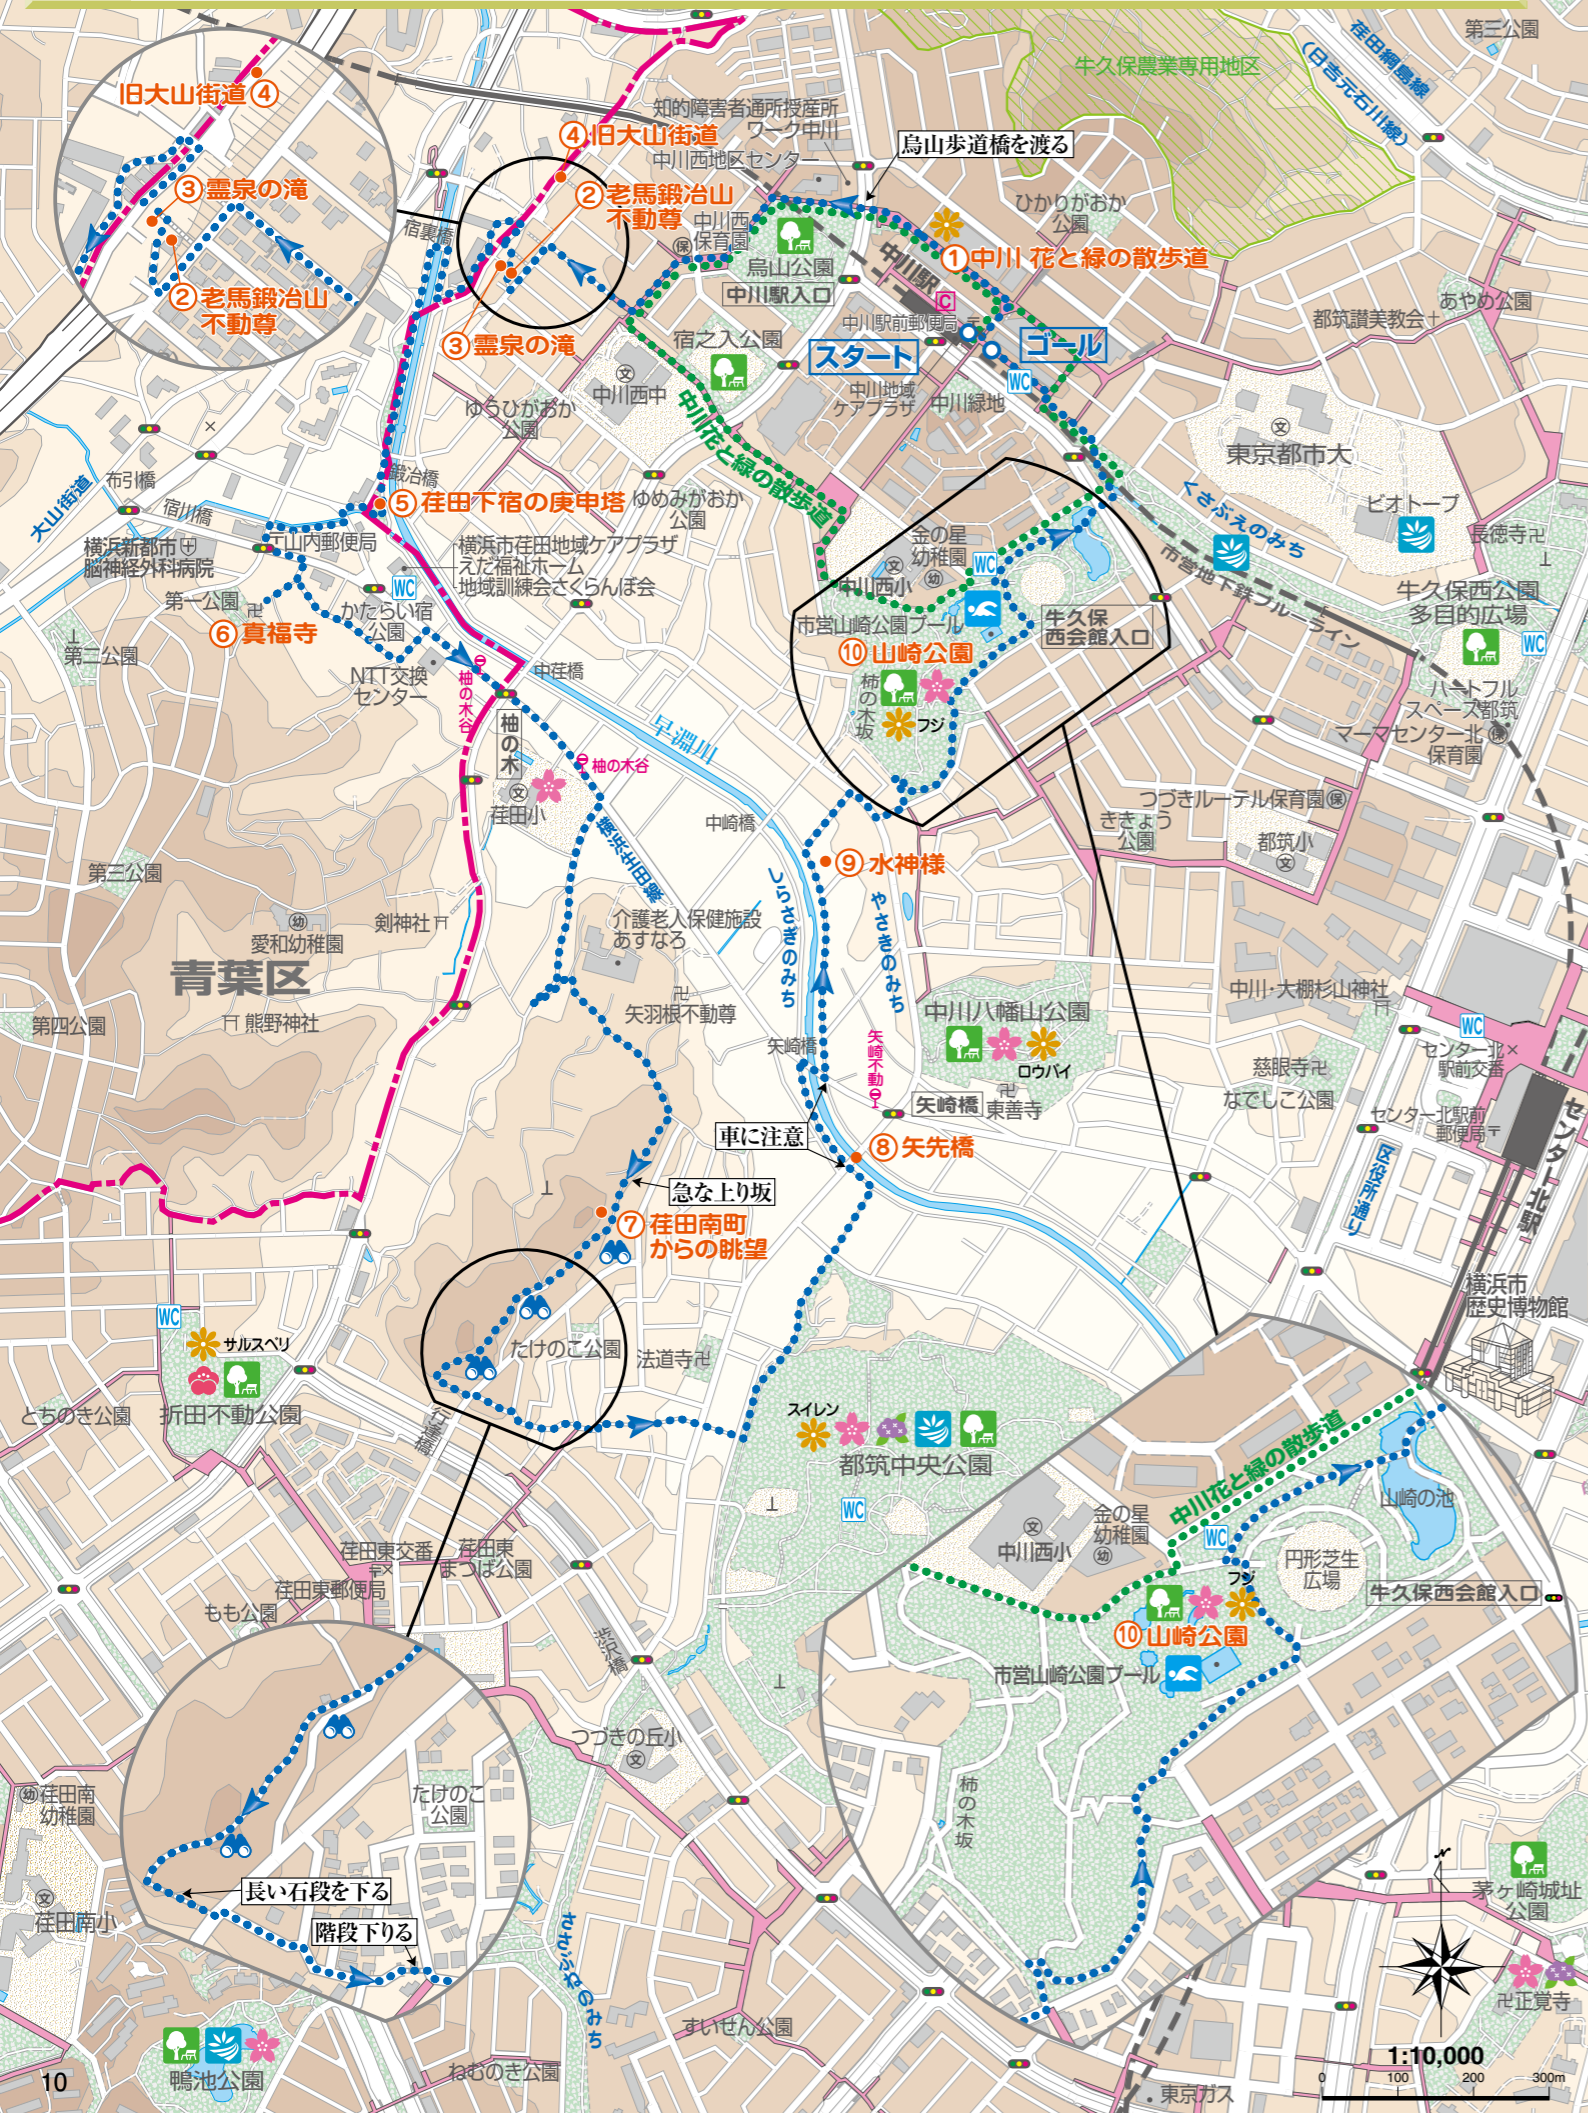 第三公園
荏田綱島線
(日吉元石川線)
牛久保農業専用地区
旧大山街道④
③霊泉の滝
②老馬鍛冶山
不動尊
知的障害者通所授産所
ワーク中川
④旧大山街道
中川西地区センター
烏山歩道橋を渡る
②老馬鍛冶山
不動尊
ひかりがおか
公園
中川西
保育園
保
宿裏橋
烏山公園
中川駅
①中川 花と緑の散歩道
中川駅入口
C
あやめ公園
都筑讃美教会
中川駅前郵便局
③霊泉の滝
宿之入公園
スタート
ゴール
WC
文
中川西中
中川地域
ケアプラザ
中川緑地
ゆうひがおか
公園
中川花と緑の散歩道
文
東京都市大
大山街道
布引橋
宿川橋
鍛冶橋
⑤荏田下宿の庚申塔
ゆめみがおか
公園
くさぶえのみち
ビオトープ
長徳寺
横浜新都市
脳神経外科病院
山内郵便局
横浜市荏田地域ケアプラザ
えだ福祉ホーム
地域訓練会さくらんぼ会
金の星
幼稚園
WC
文
幼
中川西小
市営地下鉄ブルーライン
牛久保西公園
多目的広場
WC
WC
第一公園
かたらい宿
公園
⑥真福寺
市営山崎公園プール
牛久保
西会館入口
第二公園
⑩山崎公園
NTT交換
センター
柚の木谷
中荏橋
柿の木坂
フジ
ハートフル
スペース都筑
マーマセンター北
保育園
保
早淵川
柚の木
柚の木谷
文
荏田小
つづきルーテル保育園
保
ききょう
公園
都筑小
文
中崎橋
横浜荏田線
⑨水神様
第三公園
しらさぎのみち
やさきのみち
幼
愛和幼稚園
剣神社
介護老人保健施設
あすなろ
青葉区
矢羽根不動尊
中川八幡山公園
中川・大棚杉山神社
第四公園
熊野神社
矢崎橋
矢崎不動
ロウバイ
WC
センター北
駅前交番
慈眼寺
矢崎橋
東善寺
なでしこ公園
車に注意
センター北駅前
郵便局
センター北駅
⑧矢先橋
区役所通り
急な上り坂
⑦荏田南町
からの眺望
横浜市
歴史博物館
WC
サルスベリ
たけのこ公園
法道寺
とちのき公園
折田不動公園
行逢橋
スイレン
都筑中央公園
WC
中川花と緑の散歩道
山崎の池
文
中川西小
金の星
幼稚園
幼
WC
円形芝生
広場
荏田東交番
荏田東
まつば公園
荏田東郵便局
もも公園
フジ
牛久保西会館入口
⑩山崎公園
渋沢橋
市営山崎公園プール
つづきの丘小
文
柿の木坂
幼
荏田南
幼稚園
たけのこ
公園
文
荏田南小
長い石段を下る
階段下りる
茅ヶ崎城址
公園
ささぶねのみち
正覚寺
すいせん公園
鴨池公園
ねむのき公園
東京ガス
1:10,000
0 100 200 300m
10